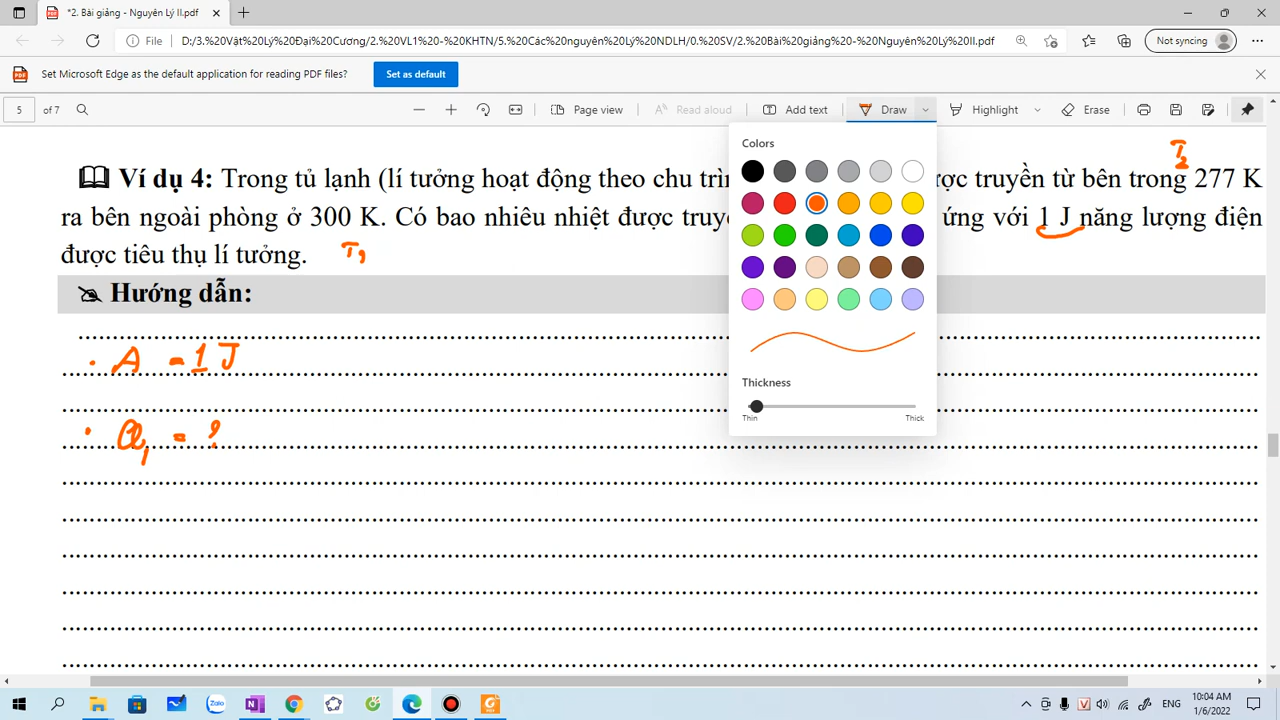 *2. Bài giảng - Nguyên Lý II.pdf
File
D:/3.%20Vật%20Lý%20Đại%20Cương/2.%20VL1%20-%20KHTN/5.%20Các%20nguyên%20Lý%20NDLH/0.%20SV/2.%20Bài%20giảng%20-%20Nguyên%20Lý%20II.pdf
Not syncing
Set Microsoft Edge as the default application for reading PDF files?
Set as default
5 of 7
Page view
Read aloud
Add text
Draw
Highlight
Erase
Colors
T2
Ví dụ 4: Trong tủ lạnh (lí tưởng hoạt động theo chu trì ợc truyền từ bên trong 277 K
ra bên ngoài phòng ở 300 K. Có bao nhiêu nhiệt được truyề ứng với 1 J năng lượng điện
được tiêu thụ lí tưởng. T1
Hướng dẫn:
• A = 1 J
Thickness
Thin Thick
• Q1 = ?
ENG
10:04 AM
1/6/2022
Zalo